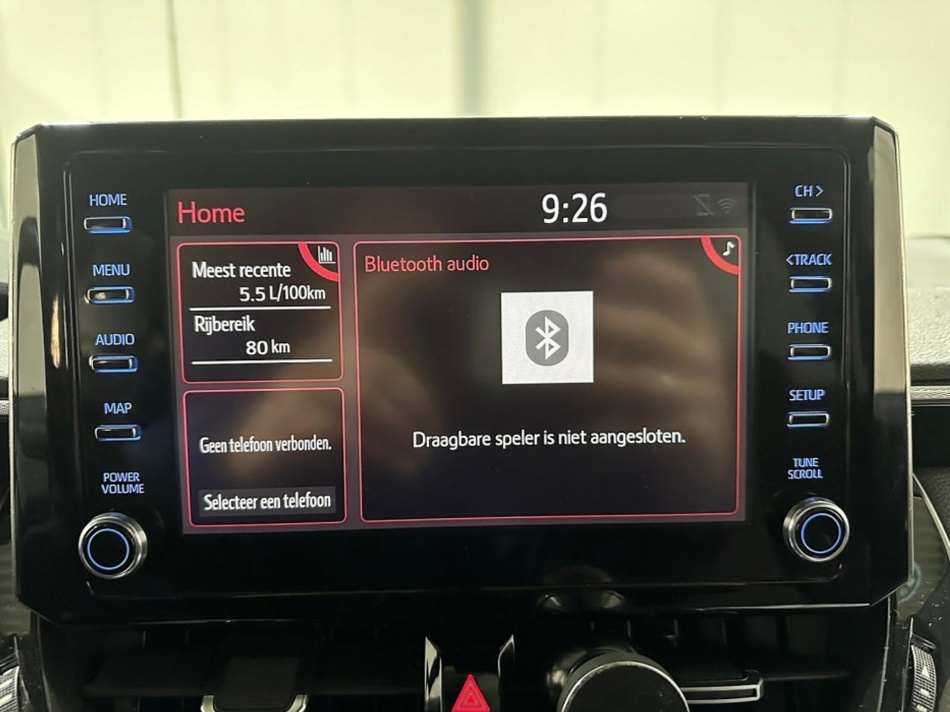 HOME
MENU
AUDIO
MAP
POWER
VOLUME
Home
9:26
Meest recente
5.5 L/100km
Rijbereik
80 km
Geen telefoon verbonden.
Selecteer een telefoon
Bluetooth audio
Draagbare speler is niet aangesloten.
CH >
< TRACK
PHONE
SETUP
TUNE
SCROLL